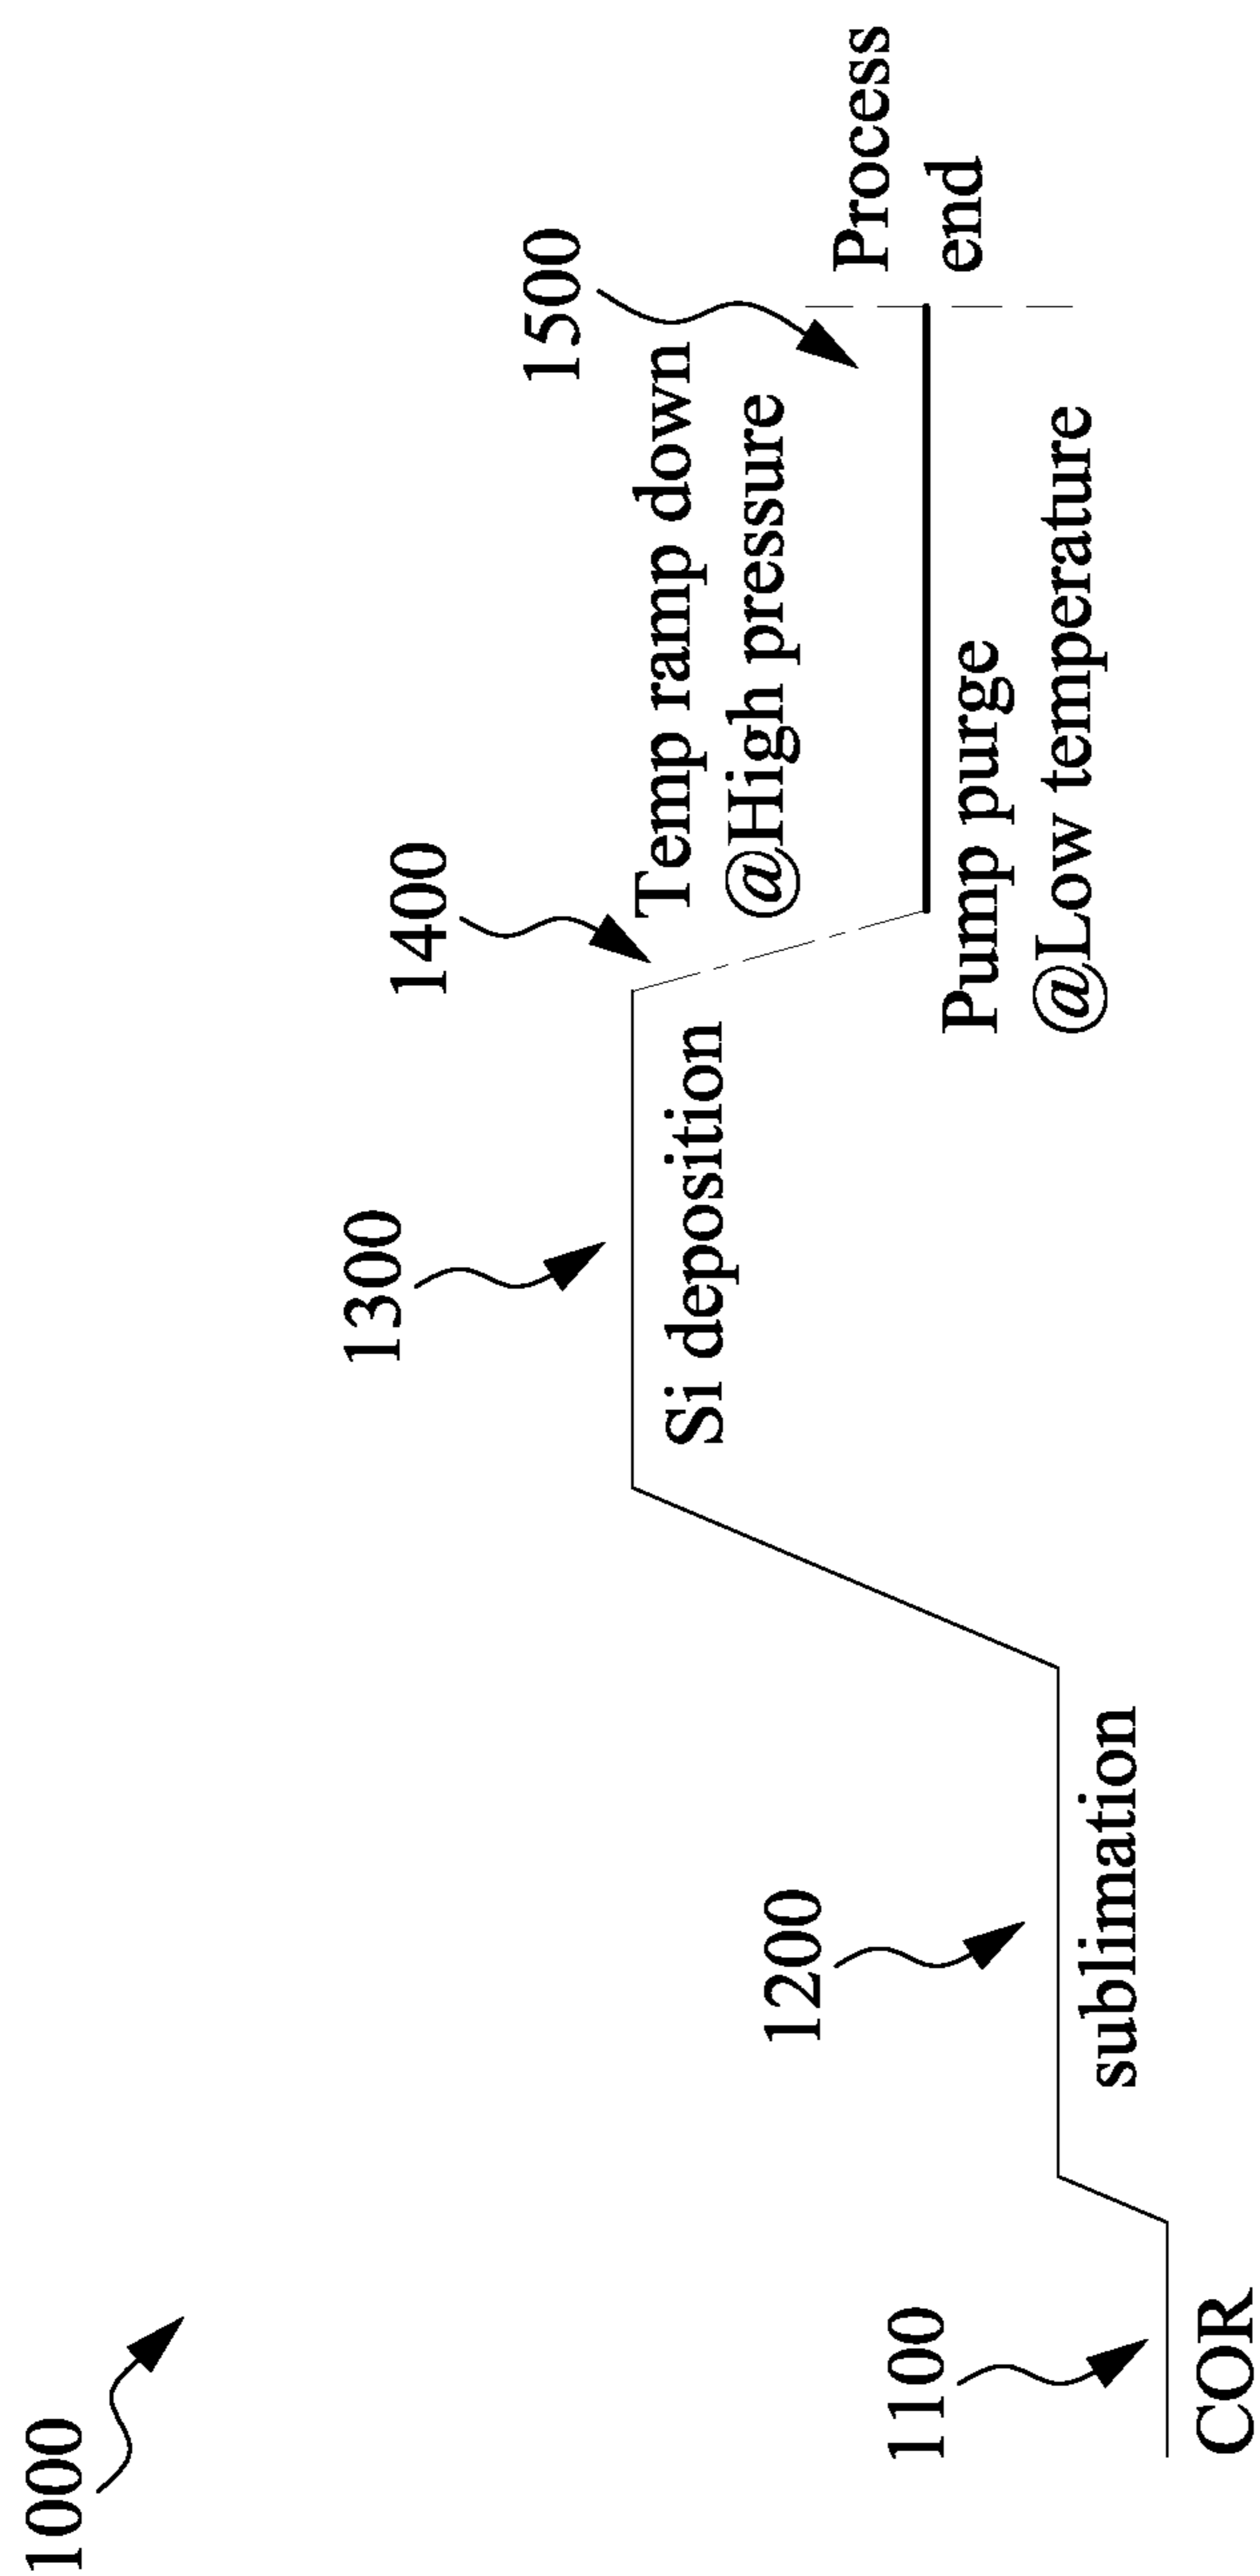 1000
1100
COR
1200
sublimation
1300
Si deposition
1400
Temp ramp down
@High pressure
1500
Pump purge
@Low temperature
Process
end